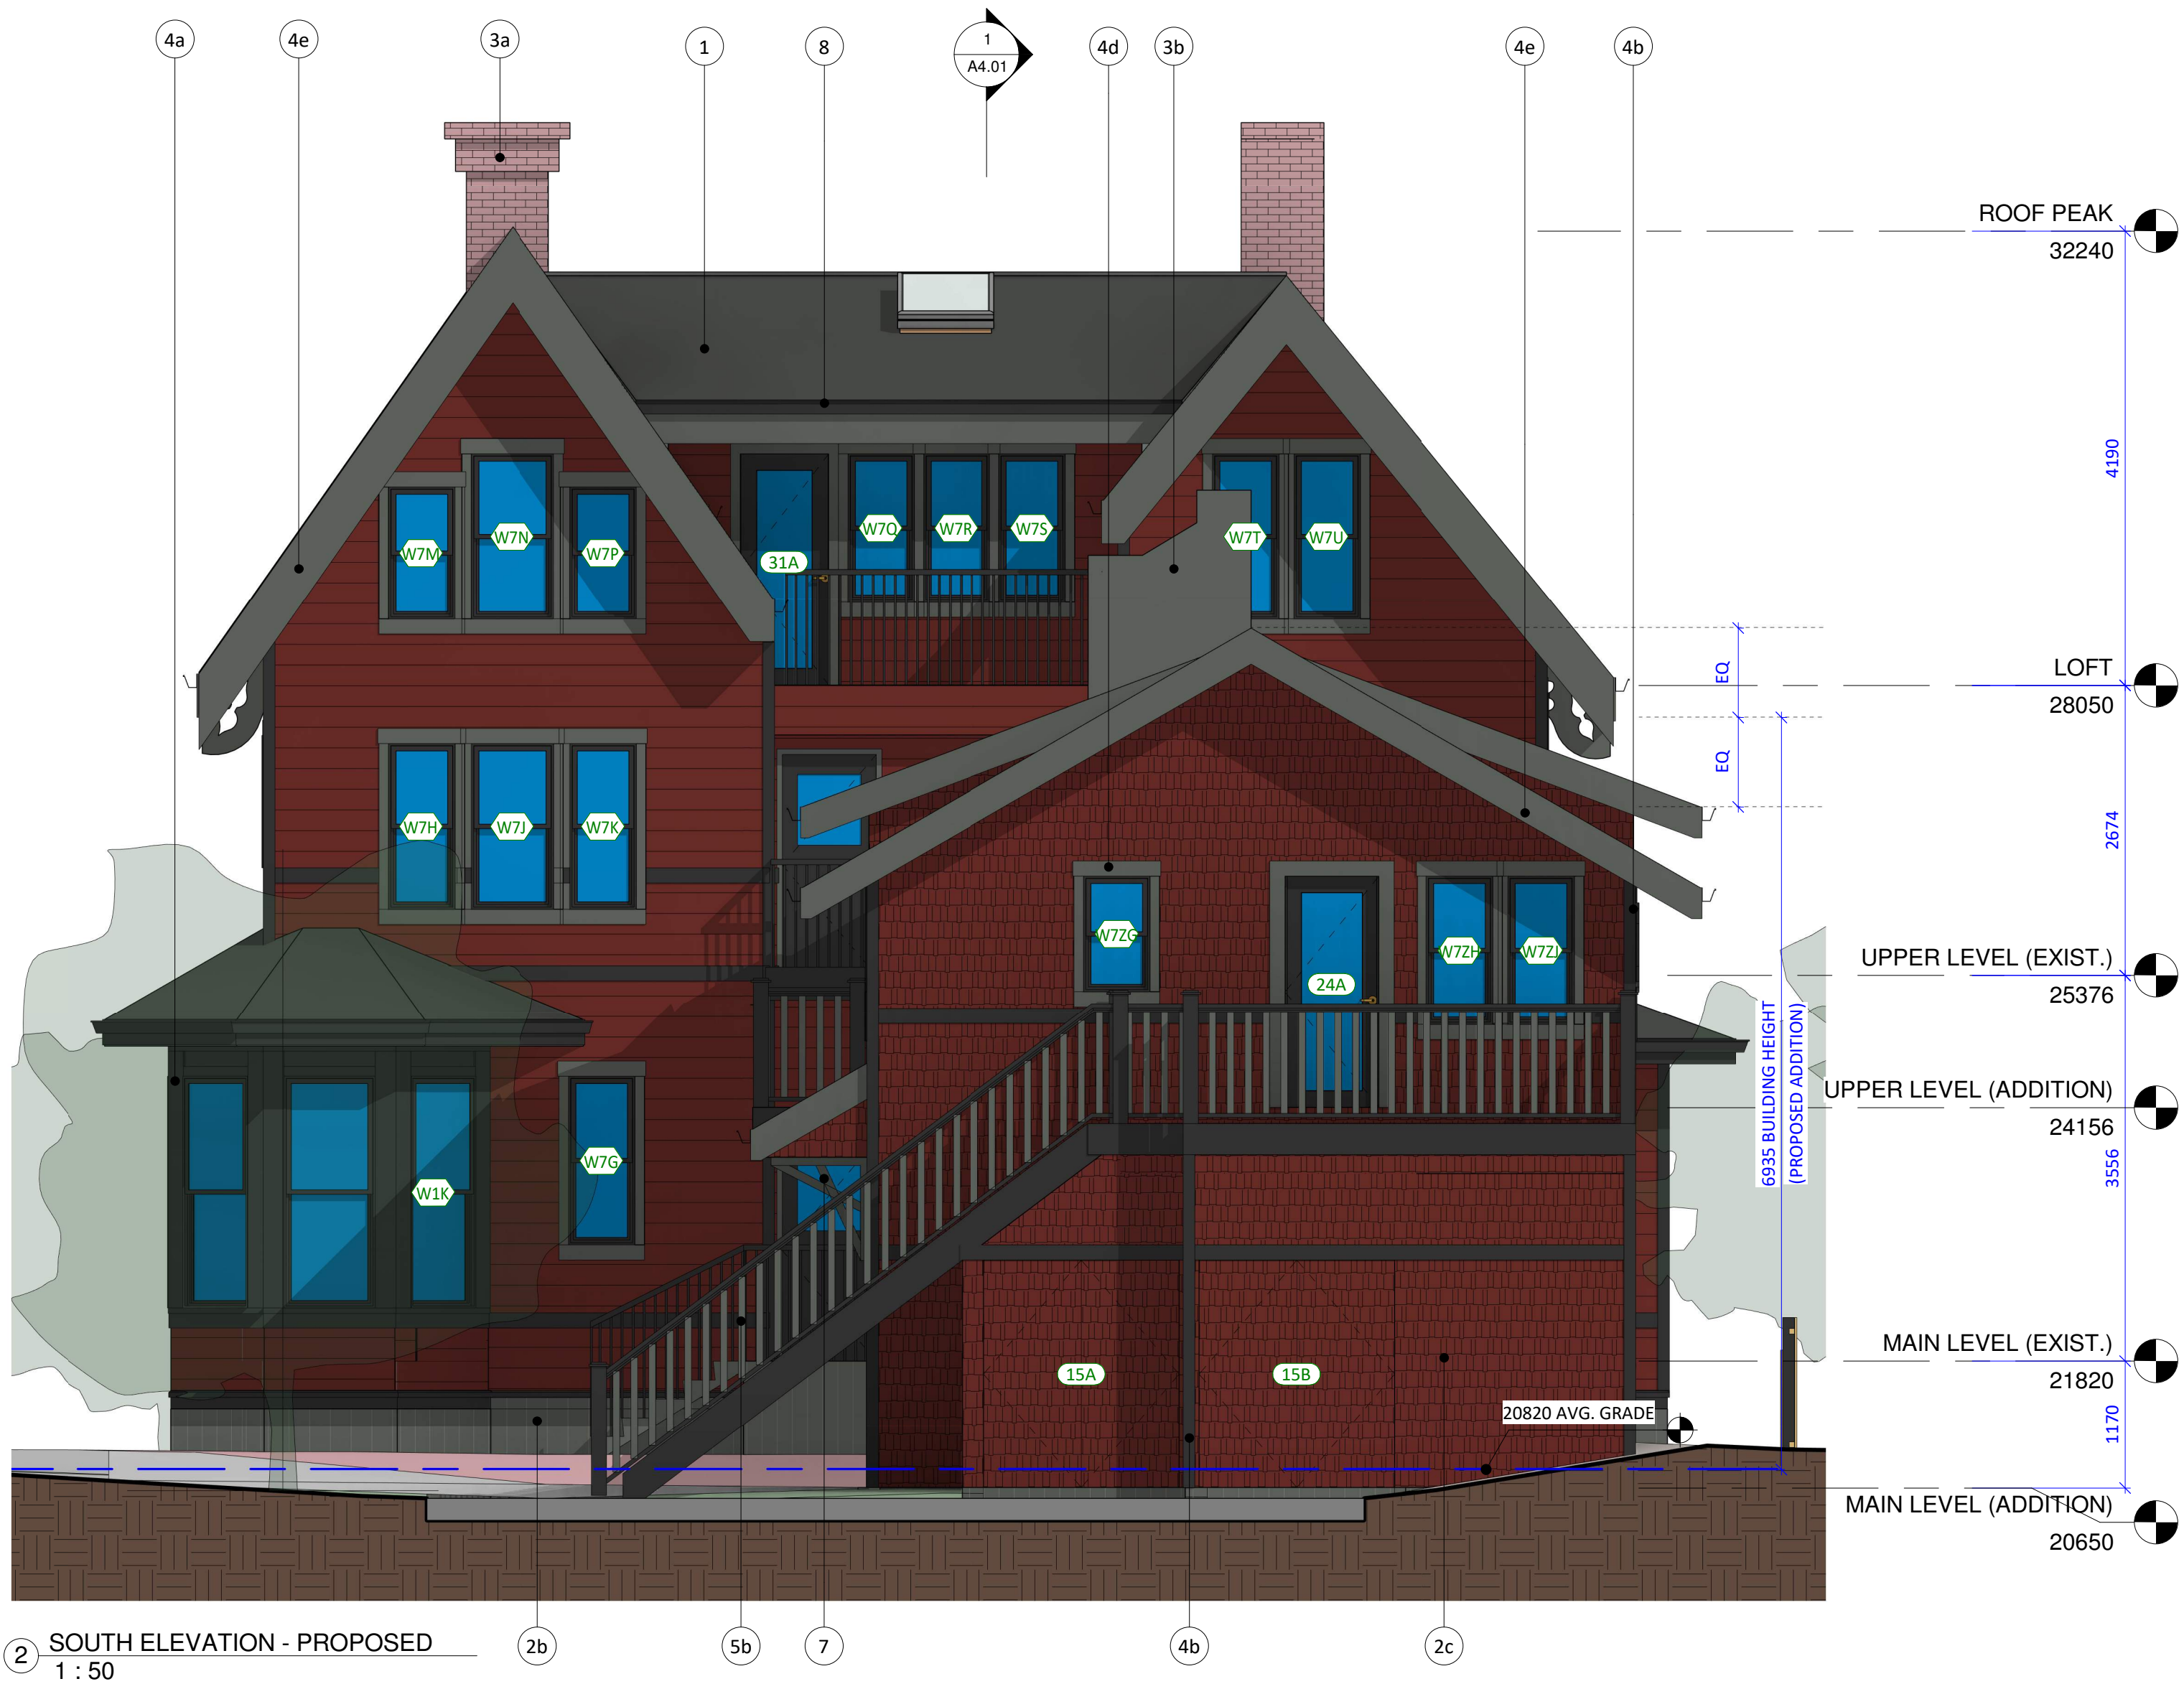 4a
4e
3a
1
8
1
A4.01
4d
3b
4e
4b
ROOF PEAK
32240
4190
W7M
W7N
W7P
31A
W7Q
W7R
W7S
W7T
W7U
LOFT
28050
EQ
EQ
2674
W7H
W7J
W7K
W7ZG
24A
W7ZH
W7ZJ
UPPER LEVEL (EXIST.)
25376
6935 BUILDING HEIGHT
(PROPOSED ADDITION)
UPPER LEVEL (ADDITION)
24156
3556
W7G
W1K
MAIN LEVEL (EXIST.)
21820
15A
15B
20820 AVG. GRADE
1170
MAIN LEVEL (ADDITION)
20650
2
SOUTH ELEVATION - PROPOSED
1 : 50
2b
5b
7
4b
2c